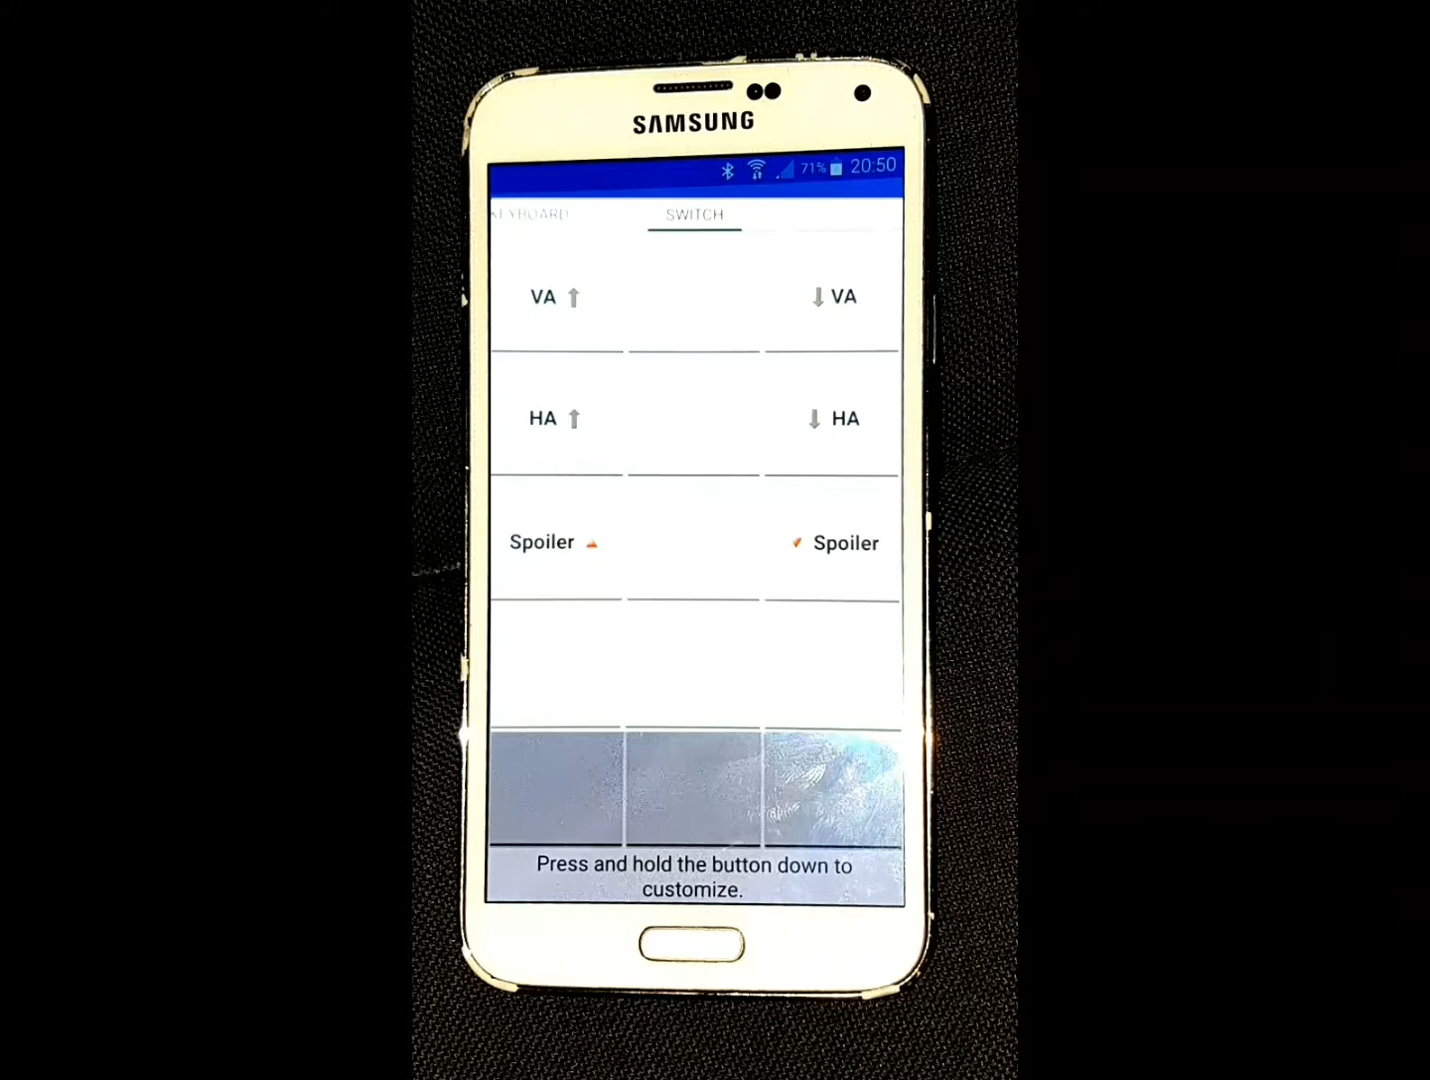 SAMSUNG
71% 20:50
KEYBOARD SWITCH
VA ↑ ↓ VA
HA ↑ ↓ HA
Spoiler Spoiler
Press and hold the button down to
customize.